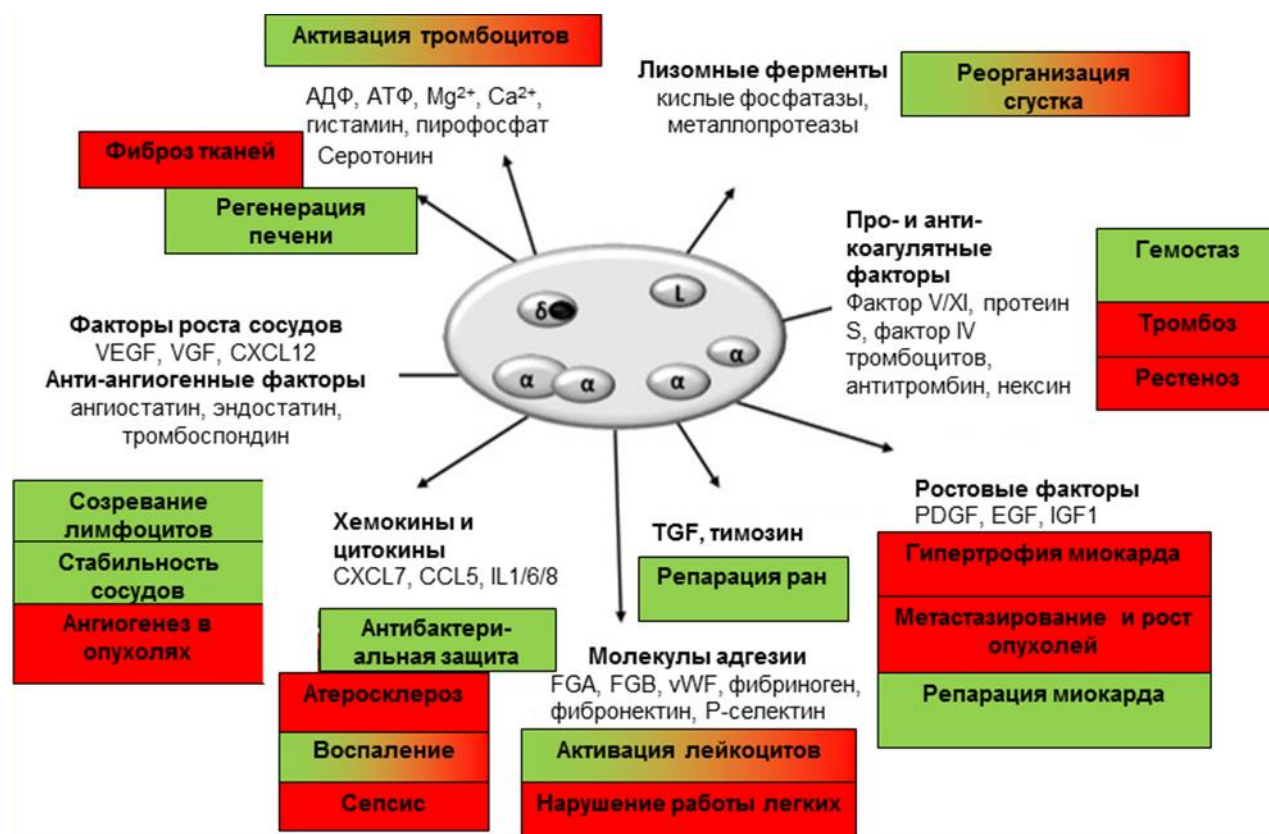 Активация тромбоцитов
АДФ, АТФ, Mg²⁺, Ca²⁺,
гистамин, пирофосфат
Серотонин
Фиброз тканей
Регенерация
печени
Лизомные ферменты
кислые фосфатазы,
металлопротеазы
Реорганизация
сгустка
Про- и анти-
коагулятные
факторы
Фактор V/XI, протеин
S, фактор IV
тромбоцитов,
антитромбин, нексин
Гемостаз
Тромбоз
Рестеноз
δ
L
α
α
α
α
Факторы роста сосудов
VEGF, VGF, CXCL12
Анти-ангиогенные факторы
ангиостатин, эндостатин,
тромбоспондин
Созревание
лимфоцитов
Стабильность
сосудов
Ангиогенез в
опухолях
Хемокины и
цитокины
CXCL7, CCL5, IL1/6/8
Антибактери-
альная защита
Атеросклероз
Воспаление
Сепсис
TGF, тимозин
Репарация ран
Молекулы адгезии
FGA, FGB, vWF, фибриноген,
фибронектин, P-селектин
Активация лейкоцитов
Нарушение работы легких
Ростовые факторы
PDGF, EGF, IGF1
Гипертрофия миокарда
Метастазирование и рост
опухолей
Репарация миокарда